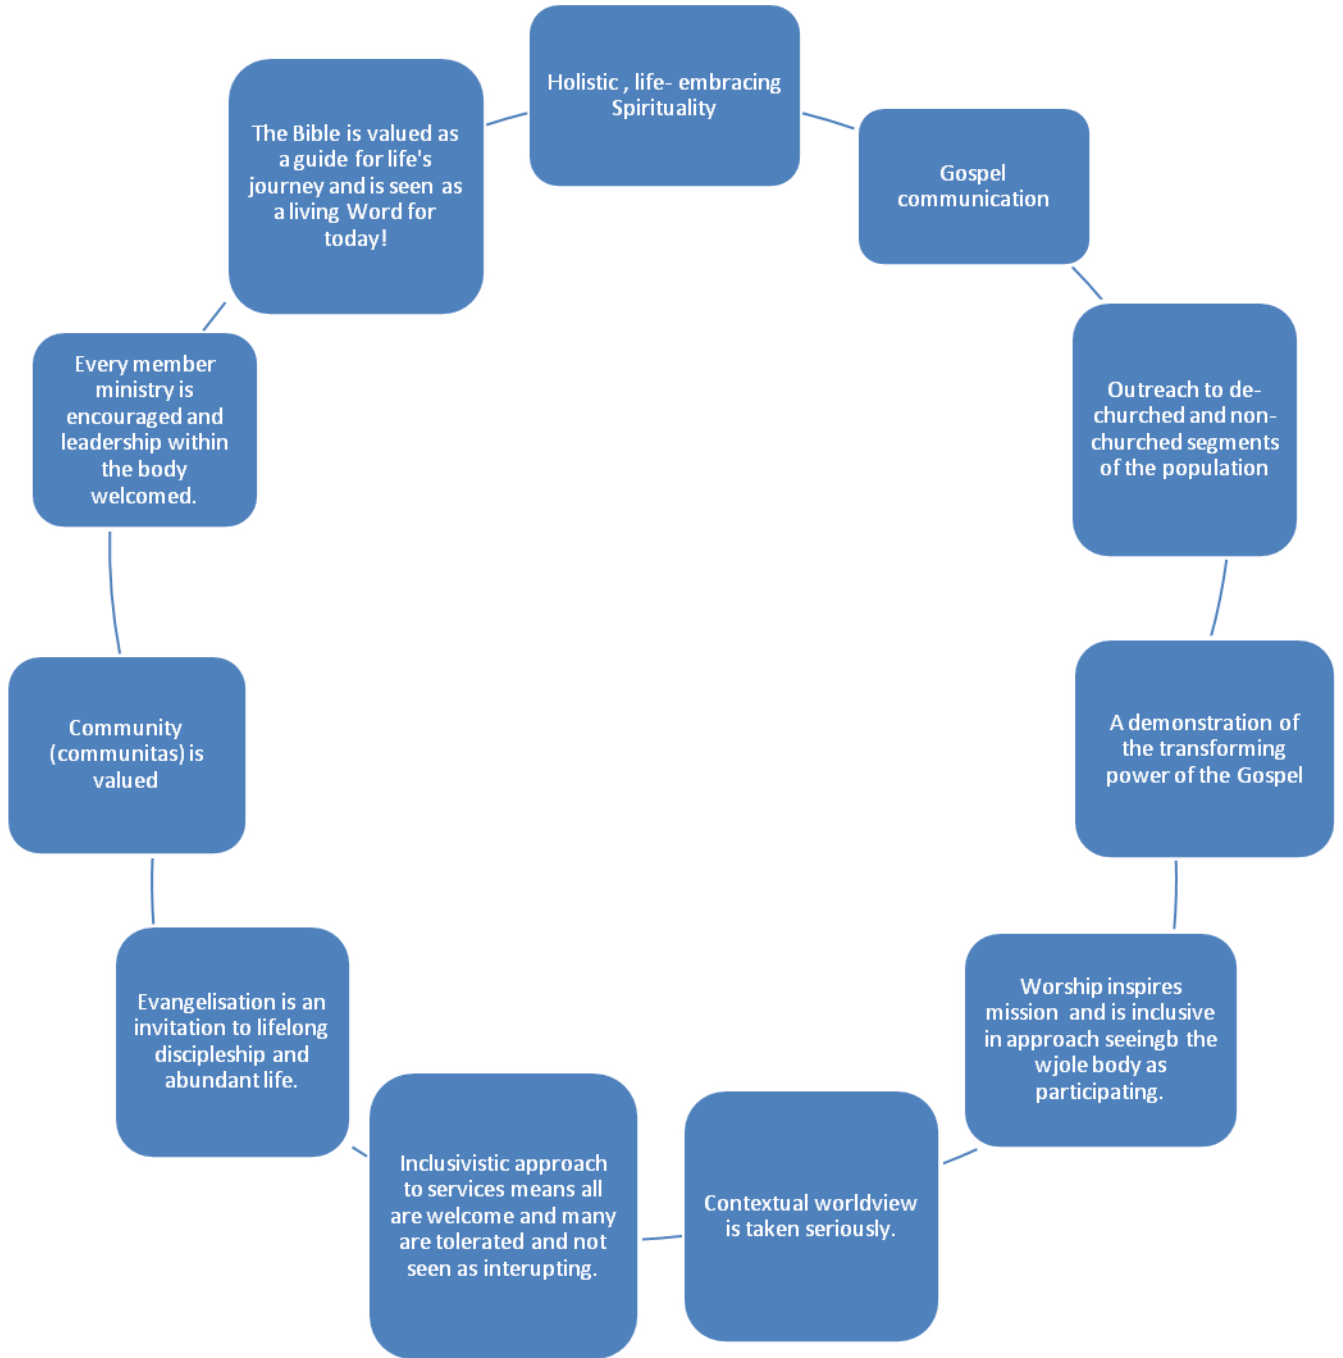 Holistic , life- embracing
Spirituality
Gospel
communication
Outreach to de-
churched and non-
churched segments
of the population
A demonstration of
the transforming
power of the Gospel
Worship inspires
mission and is inclusive
in approach seeingb the
wjole body as
participating.
Contextual worldview
is taken seriously.
Inclusivistic approach
to services means all
are welcome and many
are tolerated and not
seen as interupting.
Evangelisation is an
invitation to lifelong
discipleship and
abundant life.
Community
(communitas) is
valued
Every member
ministry is
encouraged and
leadership within
the body
welcomed.
The Bible is valued as
a guide for life's
journey and is seen as
a living Word for
today!